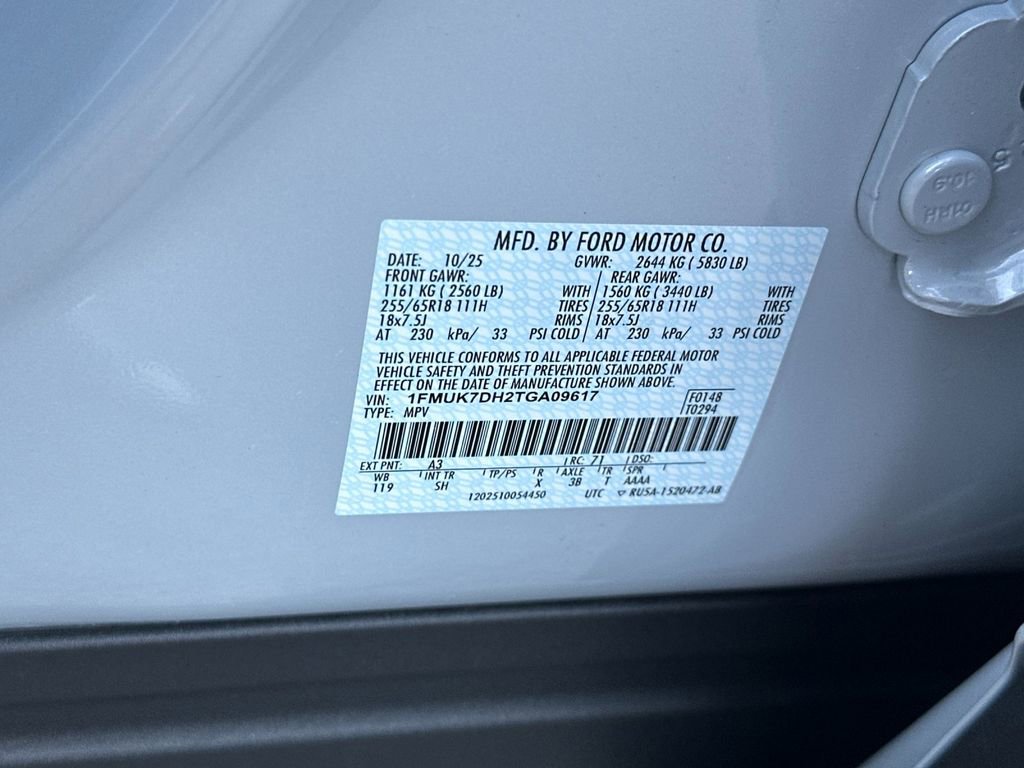 MFD. BY FORD MOTOR CO.
DATE: 10/25 GVWR: 2644 KG ( 5830 LB)
FRONT GAWR: REAR GAWR:
1161 KG ( 2560 LB) WITH 1560 KG ( 3440 LB) WITH
255/65R18 111H TIRES 255/65R18 111H TIRES
18x7.5J RIMS 18x7.5J RIMS
AT 230 kPa/ 33 PSI COLD AT 230 kPa/ 33 PSI COLD
THIS VEHICLE CONFORMS TO ALL APPLICABLE FEDERAL MOTOR
VEHICLE SAFETY AND THEFT PREVENTION STANDARDS IN
EFFECT ON THE DATE OF MANUFACTURE SHOWN ABOVE.
VIN: 1FMUK7DH2TGA09617 F0148
TYPE: MPV T0294
EXT PNT: A3 RC: 71 DSO:
WB INT TR TP/PS R AXLE TR SPR
119 SH X 3B T AAAA
1202510054450 UTC ▽ RU5A-1520472-AB
10.9